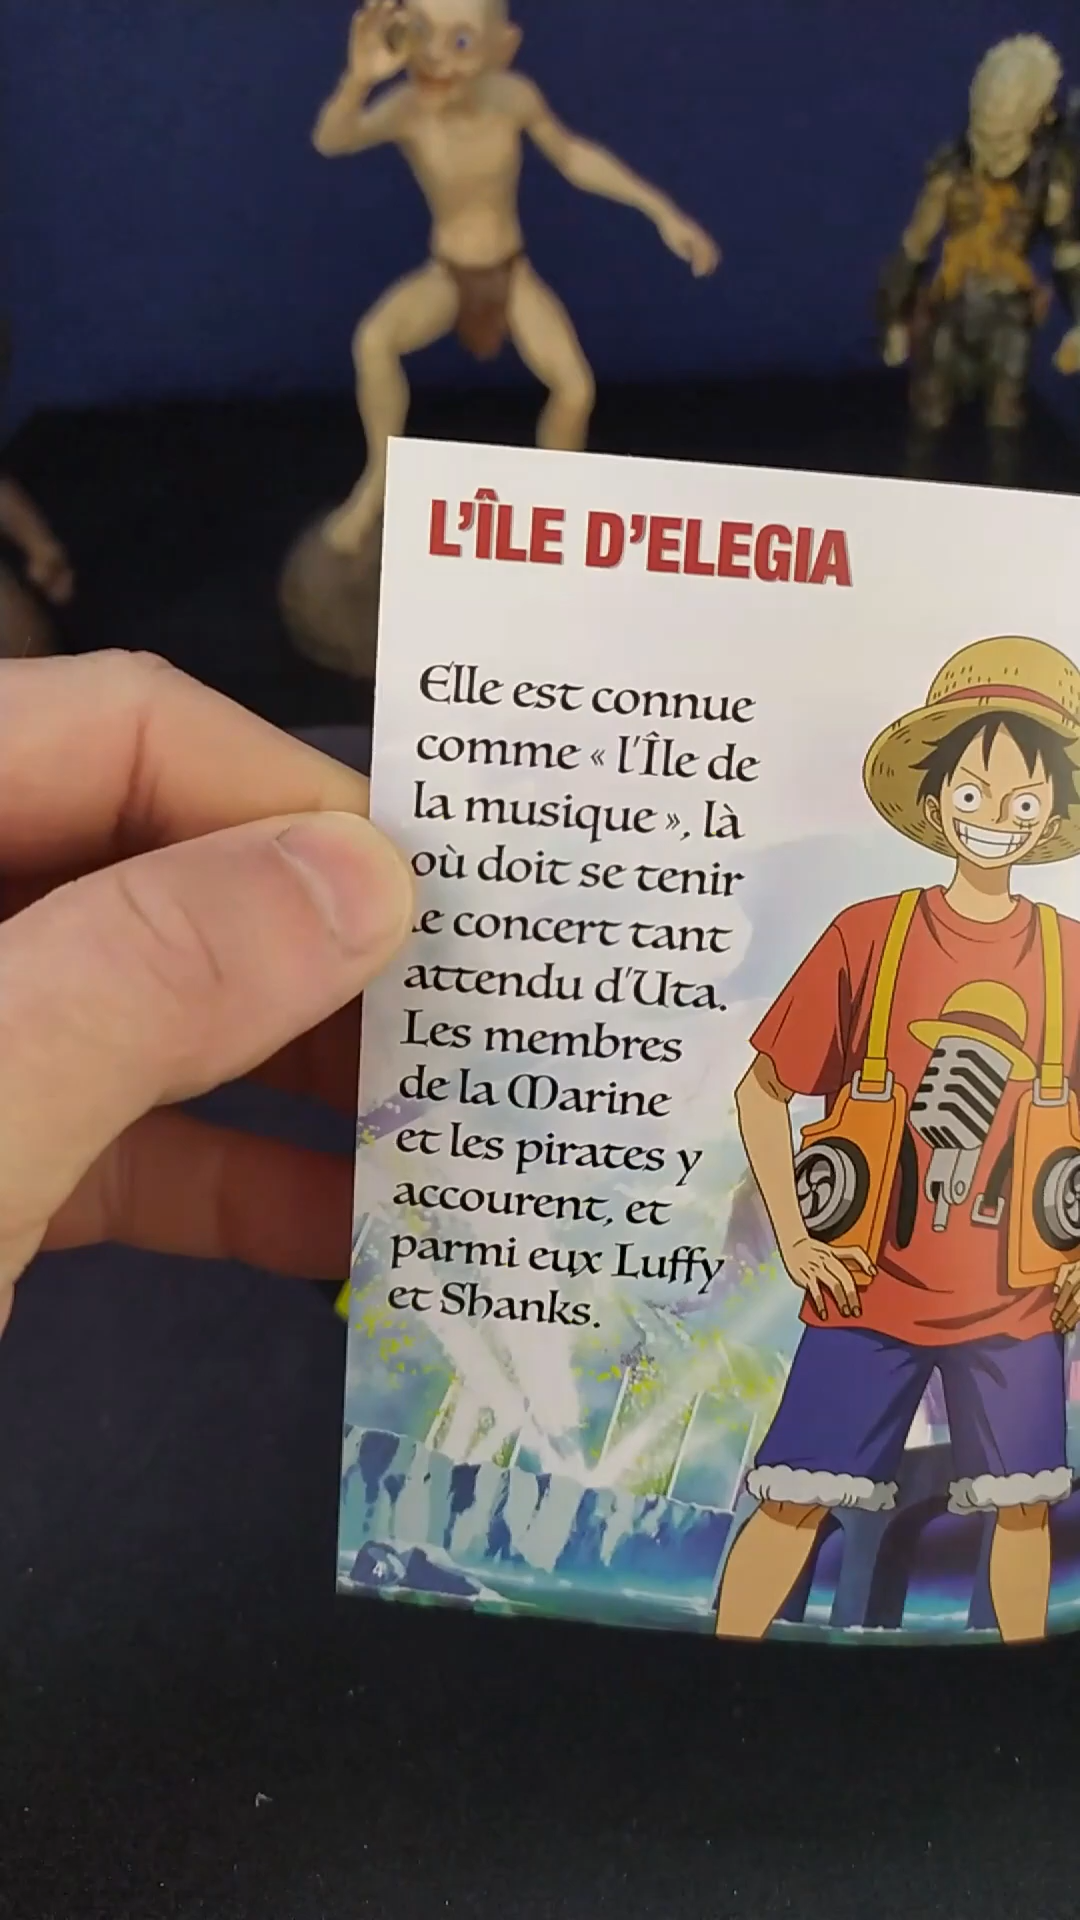 L'ÎLE D'ELEGIA
Elle est connue
comme « l'Île de
la musique », là
où doit se tenir
le concert tant
attendu d'Uta.
Les membres
de la Marine
et les pirates y
accourent, et
parmi eux Luffy
et Shanks.
4